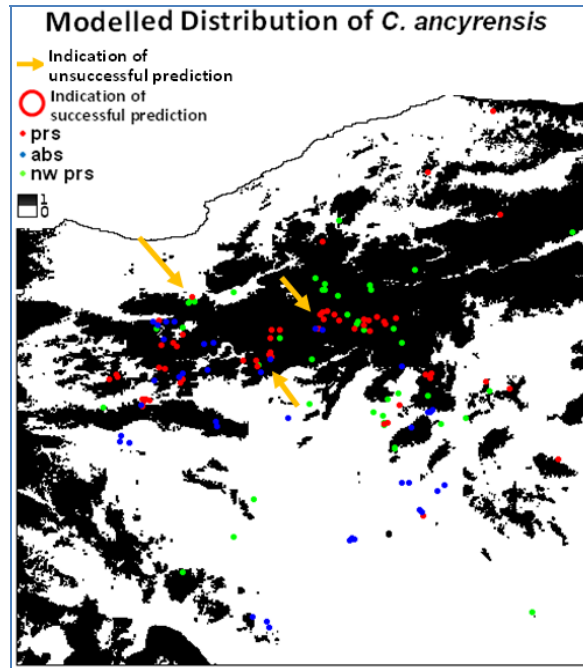 Modelled Distribution of C. ancyrensis
Indication of
unsuccessful prediction
Indication of
successful prediction
prs
abs
nw prs
1
0